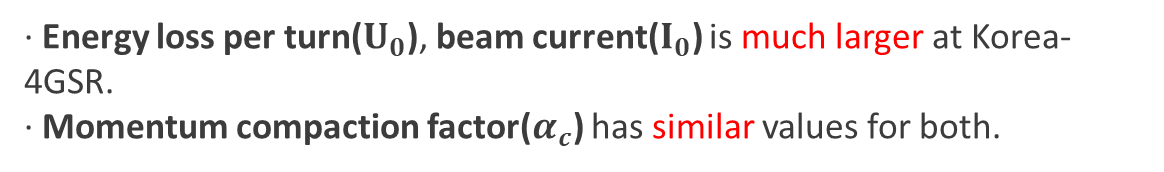 · Energy loss per turn(U₀), beam current(I₀) is much larger at Korea-
4GSR.
· Momentum compaction factor(α𝑐) has similar values for both.